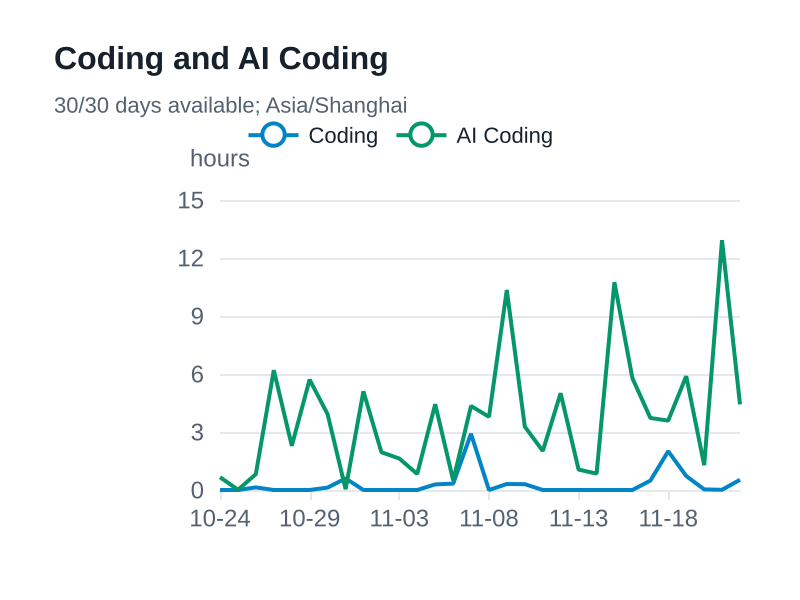 Coding and AI Coding
30/30 days available; Asia/Shanghai
Coding AI Coding
hours
15
12
9
6
3
0
10-24 10-29 11-03 11-08 11-13 11-18